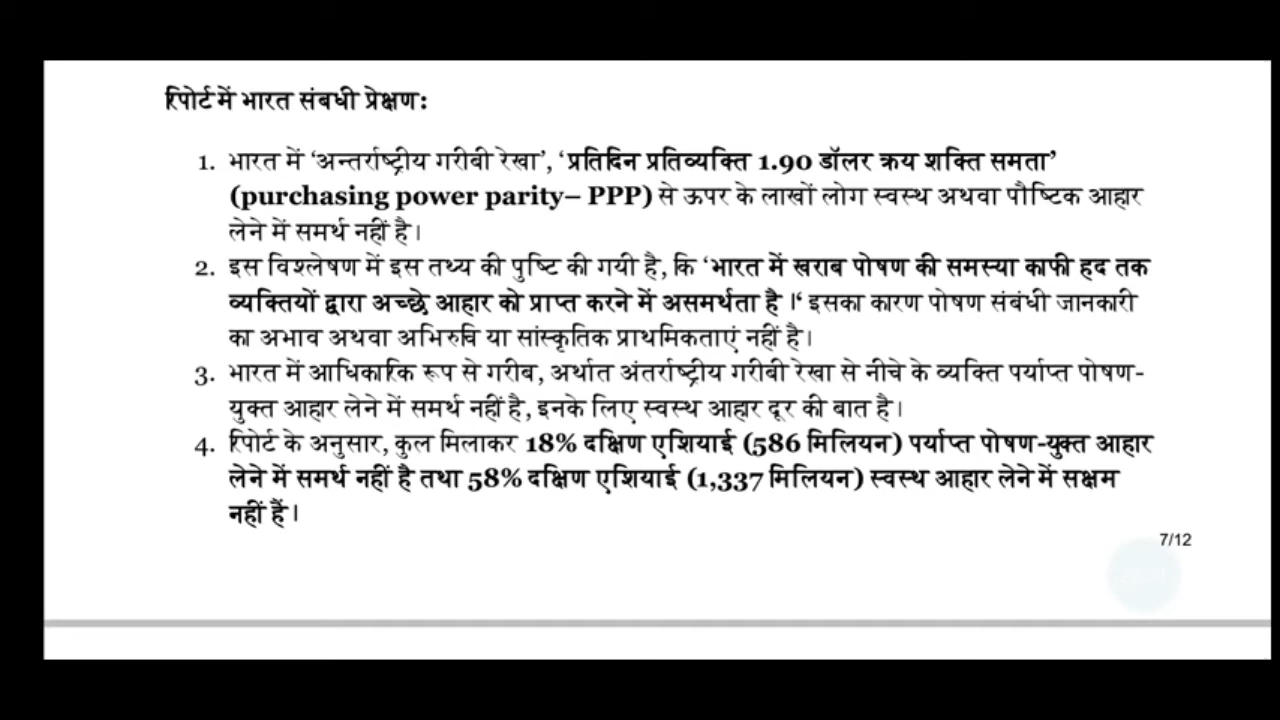 रिपोर्ट में भारत संबधी प्रेक्षण:
1. भारत में ‘अन्तर्राष्ट्रीय गरीबी रेखा’, ‘प्रतिदिन प्रतिव्यक्ति 1.90 डॉलर क्रय शक्ति समता’
(purchasing power parity– PPP) से ऊपर के लाखों लोग स्वस्थ अथवा पौष्टिक आहार
लेने में समर्थ नहीं है।
2. इस विश्लेषण में इस तथ्य की पुष्टि की गयी है, कि ‘भारत में खराब पोषण की समस्या काफी हद तक
व्यक्तियों द्वारा अच्छे आहार को प्राप्त करने में असमर्थता है।‘ इसका कारण पोषण संबंधी जानकारी
का अभाव अथवा अभिरुचि या सांस्कृतिक प्राथमिकताएं नहीं है।
3. भारत में आधिकारिक रूप से गरीब, अर्थात अंतर्राष्ट्रीय गरीबी रेखा से नीचे के व्यक्ति पर्याप्त पोषण-
युक्त आहार लेने में समर्थ नहीं है, इनके लिए स्वस्थ आहार दूर की बात है।
4. रिपोर्ट के अनुसार, कुल मिलाकर 18% दक्षिण एशियाई (586 मिलियन) पर्याप्त पोषण-युक्त आहार
लेने में समर्थ नहीं है तथा 58% दक्षिण एशियाई (1,337 मिलियन) स्वस्थ आहार लेने में सक्षम
नहीं हैं।
7/12